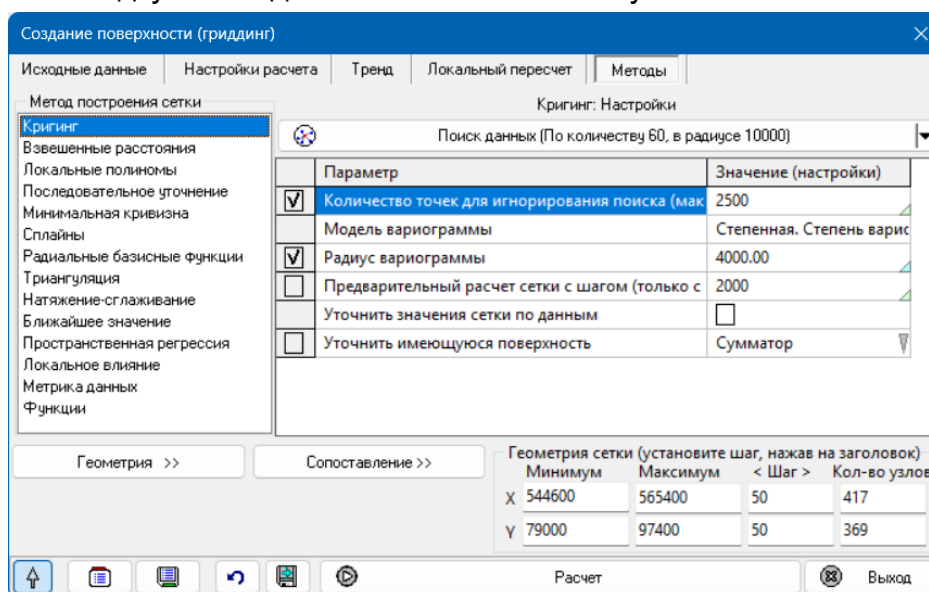 Создание поверхности (гриддинг)
Исходные данные Настройки расчета Тренд Локальный пересчет Методы
Метод построения сетки
Кригинг: Настройки
Кригинг
Взвешенные расстояния
Локальные полиномы
Последовательное уточнение
Минимальная кривизна
Сплайны
Радиальные базисные функции
Триангуляция
Натяжение-сглаживание
Ближайшее значение
Пространственная регрессия
Локальное влияние
Метрика данных
Функции
Поиск данных (По количеству 60, в радиусе 10000)
Параметр Значение (настройки)
Количество точек для игнорирования поиска (мак 2500
Модель вариограммы Степенная. Степень варис
Радиус вариограммы 4000.00
Предварительный расчет сетки с шагом (только с 2000
Уточнить значения сетки по данным
Уточнить имеющуюся поверхность Сумматор
Геометрия >> Сопоставление >>
Геометрия сетки (установите шаг, нажав на заголовок)
Минимум Максимум < Шаг > Кол-во узлов
X 544600 565400 50 417
Y 79000 97400 50 369
Расчет Выход